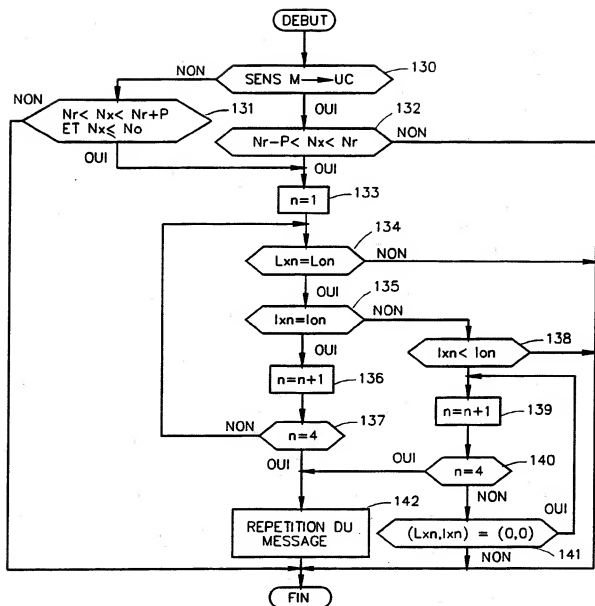 DEBUT
130
SENS M → UC
NON
OUI
NON
131
Nr< Nx< Nr+P
ET Nx⩽ No
OUI
132
Nr-P< Nx< Nr
NON
OUI
n=1
133
134
Lxn=Lon
NON
OUI
135
Ixn=Ion
NON
OUI
138
Ixn< Ion
n=n+1
136
n=n+1
139
137
n=4
NON
OUI
OUI
n=4
140
NON
142
REPETITION DU
MESSAGE
OUI
(Lxn,Ixn) = (0,0)
141
NON
FIN